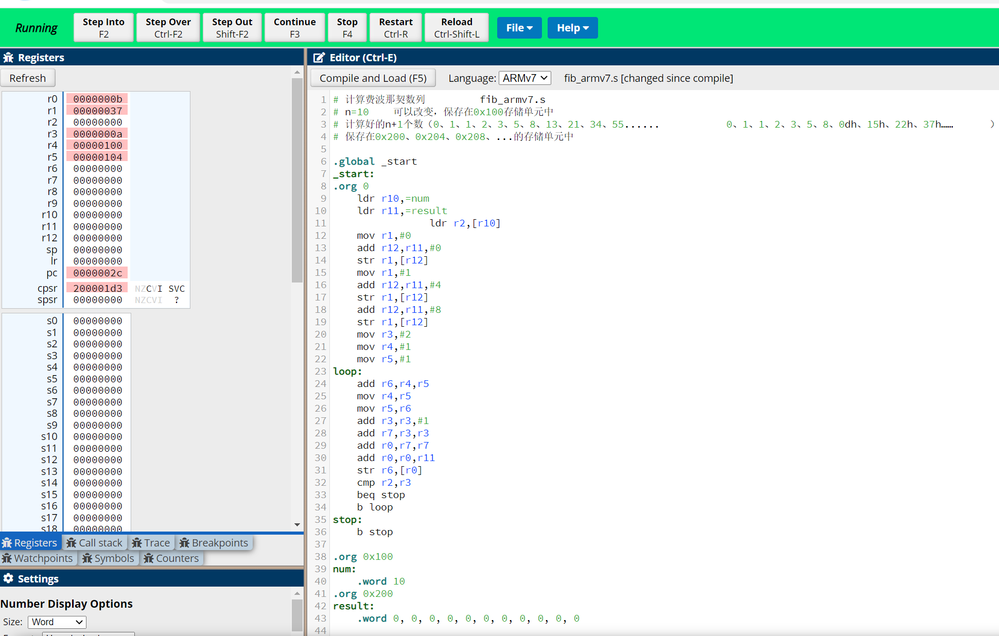 Running
Step Into
F2
Step Over
Ctrl-F2
Step Out
Shift-F2
Continue
F3
Stop
F4
Restart
Ctrl-R
Reload
Ctrl-Shift-L
File
Help
Registers
Refresh
r0 0000000b
r1 00000037
r2 00000000
r3 0000000a
r4 00000100
r5 00000104
r6 00000000
r7 00000000
r8 00000000
r9 00000000
r10 00000000
r11 00000000
r12 00000000
sp 00000000
lr 00000000
pc 0000002c
cpsr 200001d3 NZCVI SVC
spsr 00000000 NZCVI ?
s0 00000000
s1 00000000
s2 00000000
s3 00000000
s4 00000000
s5 00000000
s6 00000000
s7 00000000
s8 00000000
s9 00000000
s10 00000000
s11 00000000
s12 00000000
s13 00000000
s14 00000000
s15 00000000
s16 00000000
s17 00000000
s18 00000000
Registers Call stack Trace Breakpoints
Watchpoints Symbols Counters
Settings
Number Display Options
Size: Word
Editor (Ctrl-E)
Compile and Load (F5) Language: ARMv7 fib_armv7.s [changed since compile]
1 # 计算费波那契数列 fib_armv7.s
2 # n=10 可以改变，保存在0x100存储单元中
3 # 计算好的n+1个数（0、1、1、2、3、5、8、13、21、34、55...... 0、1、1、2、3、5、8、0dh、15h、22h、37h…… ）
4 # 保存在0x200、0x204、0x208、...的存储单元中
5
6 .global _start
7 _start:
8 .org 0
9 ldr r10,=num
10 ldr r11,=result
11 ldr r2,[r10]
12 mov r1,#0
13 add r12,r11,#0
14 str r1,[r12]
15 mov r1,#1
16 add r12,r11,#4
17 str r1,[r12]
18 add r12,r11,#8
19 str r1,[r12]
20 mov r3,#2
21 mov r4,#1
22 mov r5,#1
23 loop:
24 add r6,r4,r5
25 mov r4,r5
26 mov r5,r6
27 add r3,r3,#1
28 add r7,r3,r3
29 add r0,r7,r7
30 add r0,r0,r11
31 str r6,[r0]
32 cmp r2,r3
33 beq stop
34 b loop
35 stop:
36 b stop
37
38 .org 0x100
39 num:
40 .word 10
41 .org 0x200
42 result:
43 .word 0, 0, 0, 0, 0, 0, 0, 0, 0, 0, 0
44